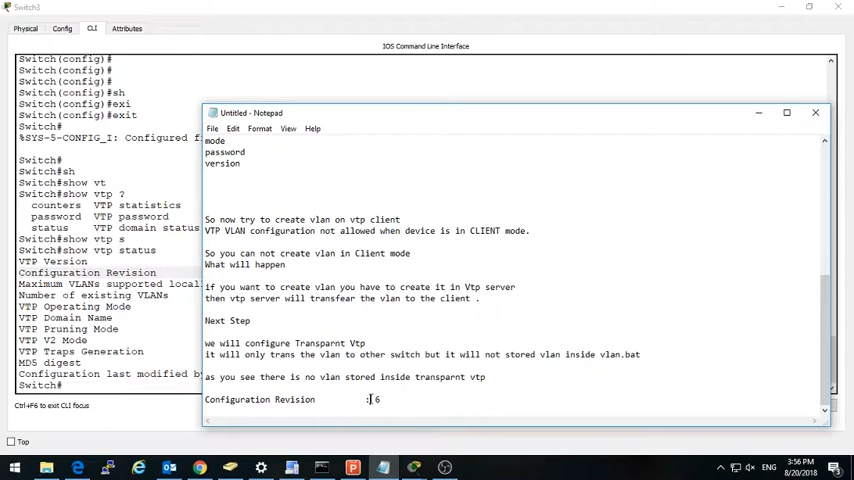 Switch3
Physical Config CLI Attributes
IOS Command Line Interface
Switch(config)#
Switch(config)#
Switch(config)#
Switch(config)#sh
Switch(config)#exi
Switch(config)#exit
Switch#
%SYS-5-CONFIG_I: Configured f
Switch#
Switch#sh
Switch#show vt
Switch#show vtp ?
counters VTP statistics
password VTP password
status VTP domain status
Switch#show vtp s
Switch#show vtp status
VTP Version
Configuration Revision
Maximum VLANs supported local
Number of existing VLANs
VTP Operating Mode
VTP Domain Name
VTP Pruning Mode
VTP V2 Mode
VTP Traps Generation
MD5 digest
Configuration last modified by
Switch#
Ctrl+F6 to exit CLI focus
Top
Untitled - Notepad
File Edit Format View Help
mode
password
version
So now try to create vlan on vtp client
VTP VLAN configuration not allowed when device is in CLIENT mode.
So you can not create vlan in Client mode
What will happen
if you want to create vlan you have to create it in Vtp server
then vtp server will transfear the vlan to the client .
Next Step
we will configure Transparnt Vtp
it will only trans the vlan to other switch but it will not stored vlan inside vlan.bat
as you see there is no vlan stored inside transparnt vtp
Configuration Revision : 6
ENG
3:56 PM
8/20/2018